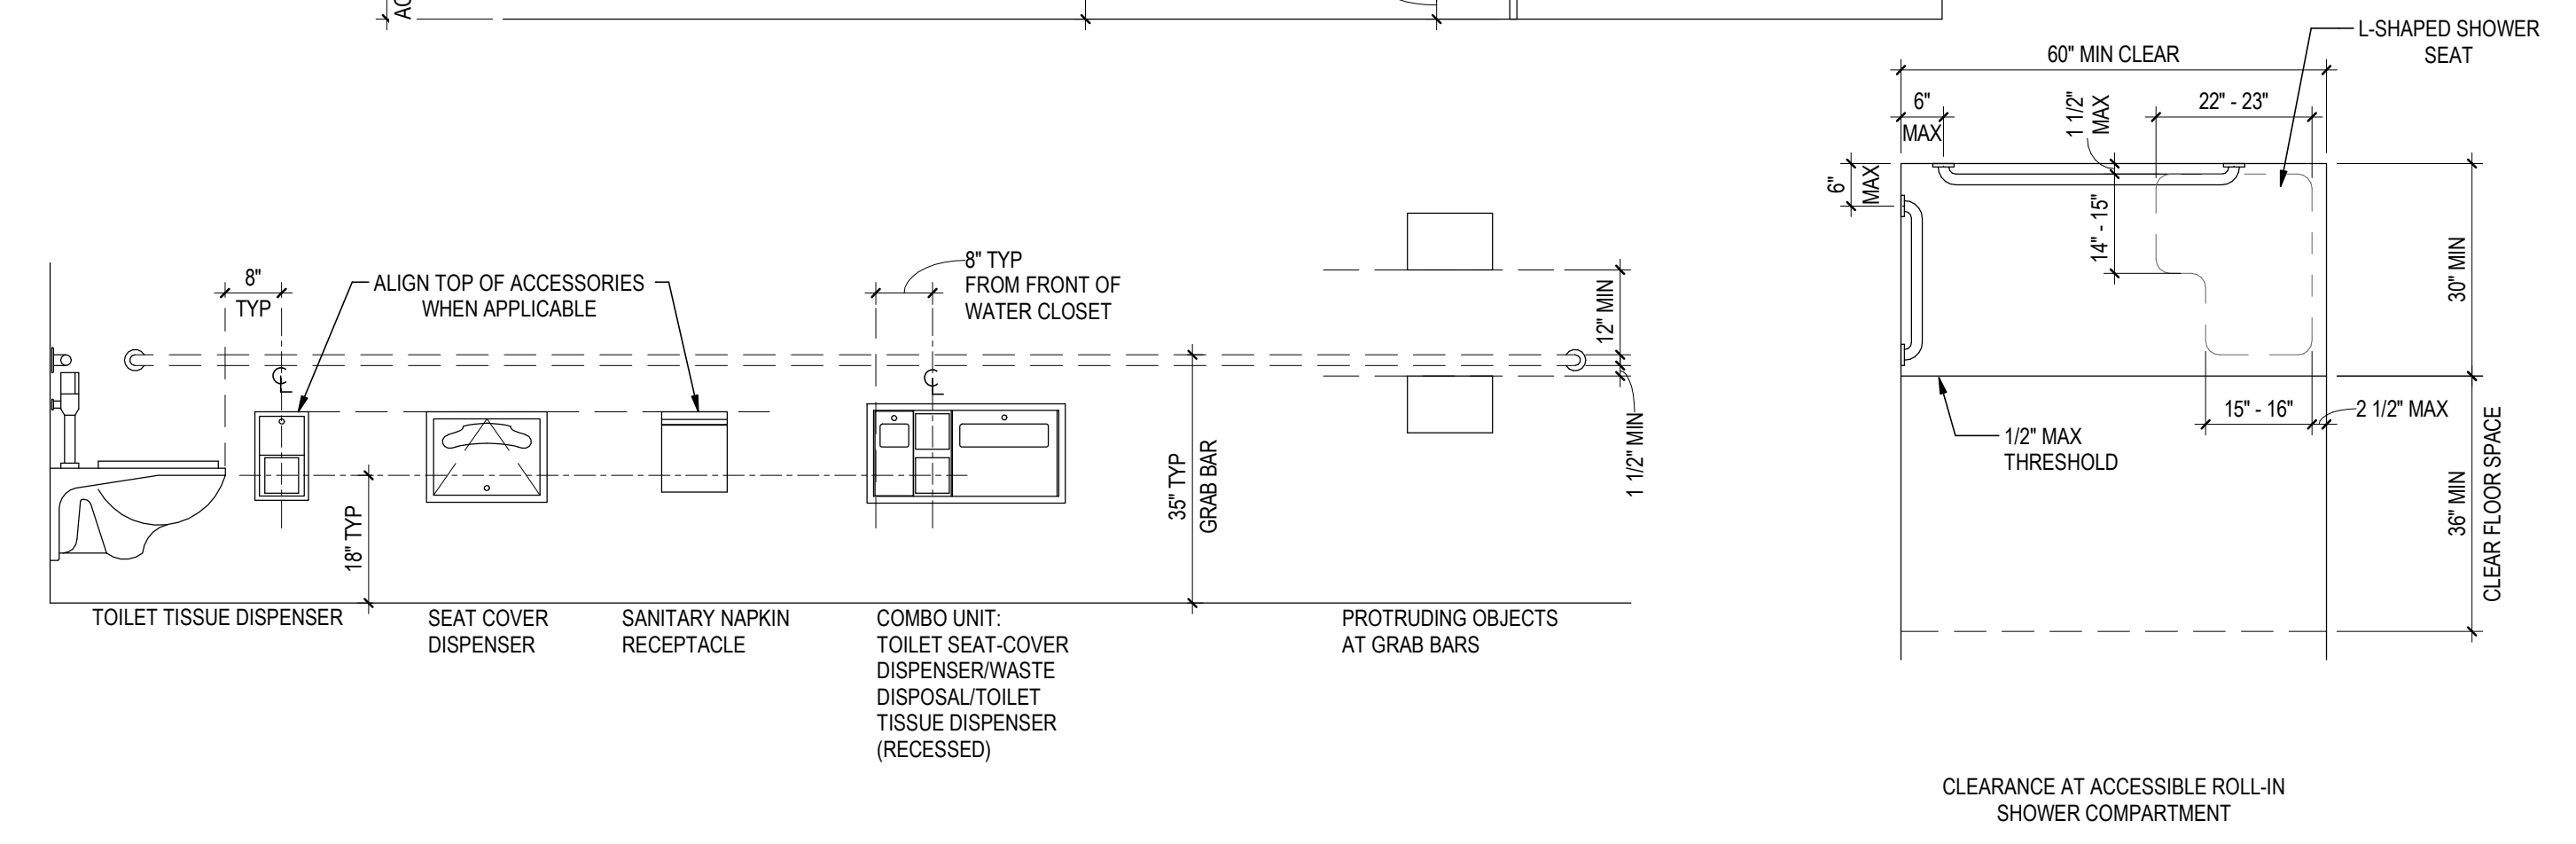 AC
8"
TYP
ALIGN TOP OF ACCESSORIES
WHEN APPLICABLE
8" TYP
FROM FRONT OF
WATER CLOSET
12" MIN
1 1/2" MIN
35" TYP
GRAB BAR
18" TYP
TOILET TISSUE DISPENSER
SEAT COVER
DISPENSER
SANITARY NAPKIN
RECEPTACLE
COMBO UNIT:
TOILET SEAT-COVER
DISPENSER/WASTE
DISPOSAL/TOILET
TISSUE DISPENSER
(RECESSED)
PROTRUDING OBJECTS
AT GRAB BARS
L-SHAPED SHOWER
SEAT
60" MIN CLEAR
6"
MAX
1 1/2"
MAX
22" - 23"
6"
MAX
14" - 15"
30" MIN
15" - 16"
2 1/2" MAX
1/2" MAX
THRESHOLD
36" MIN
CLEAR FLOOR SPACE
CLEARANCE AT ACCESSIBLE ROLL-IN
SHOWER COMPARTMENT